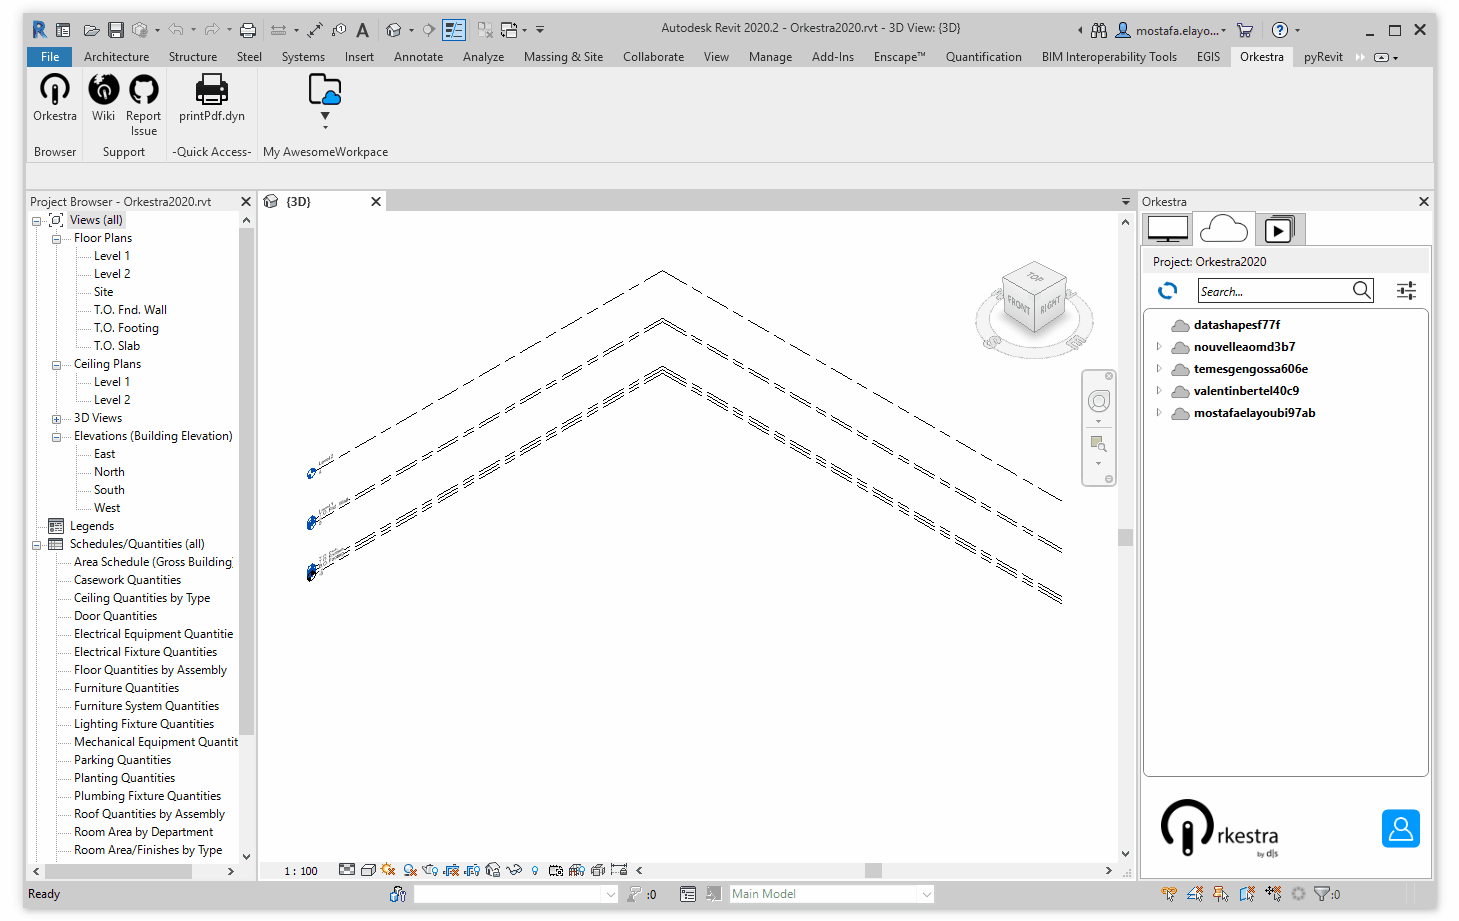 Autodesk Revit 2020.2 - Orkestra2020.rvt - 3D View: {3D}
mostafa.elayo...
File Architecture Structure Steel Systems Insert Annotate Analyze Massing & Site Collaborate View Manage Add-Ins Enscape™ Quantification BIM Interoperability Tools EGIS Orkestra pyRevit
Orkestra
Wiki
Report
Issue
printPdf.dyn
Browser
Support
-Quick Access-
My AwesomeWorkpace
Project Browser - Orkestra2020.rvt
Views (all)
Floor Plans
Level 1
Level 2
Site
T.O. Fnd. Wall
T.O. Footing
T.O. Slab
Ceiling Plans
Level 1
Level 2
3D Views
Elevations (Building Elevation)
East
North
South
West
Legends
Schedules/Quantities (all)
Area Schedule (Gross Building
Casework Quantities
Ceiling Quantities by Type
Door Quantities
Electrical Equipment Quantitie
Electrical Fixture Quantities
Floor Quantities by Assembly
Furniture Quantities
Furniture System Quantities
Lighting Fixture Quantities
Mechanical Equipment Quantit
Parking Quantities
Planting Quantities
Plumbing Fixture Quantities
Roof Quantities by Assembly
Room Area by Department
Room Area/Finishes by Type
{3D}
TOP
FRONT
RIGHT
1 : 100
Orkestra
Project: Orkestra2020
Search...
datashapesf77f
nouvelleaomd3b7
temesgengossa606e
valentinbertel40c9
mostafaelayoubi97ab
rkestra
by d|s
Ready
:0
Main Model
:0